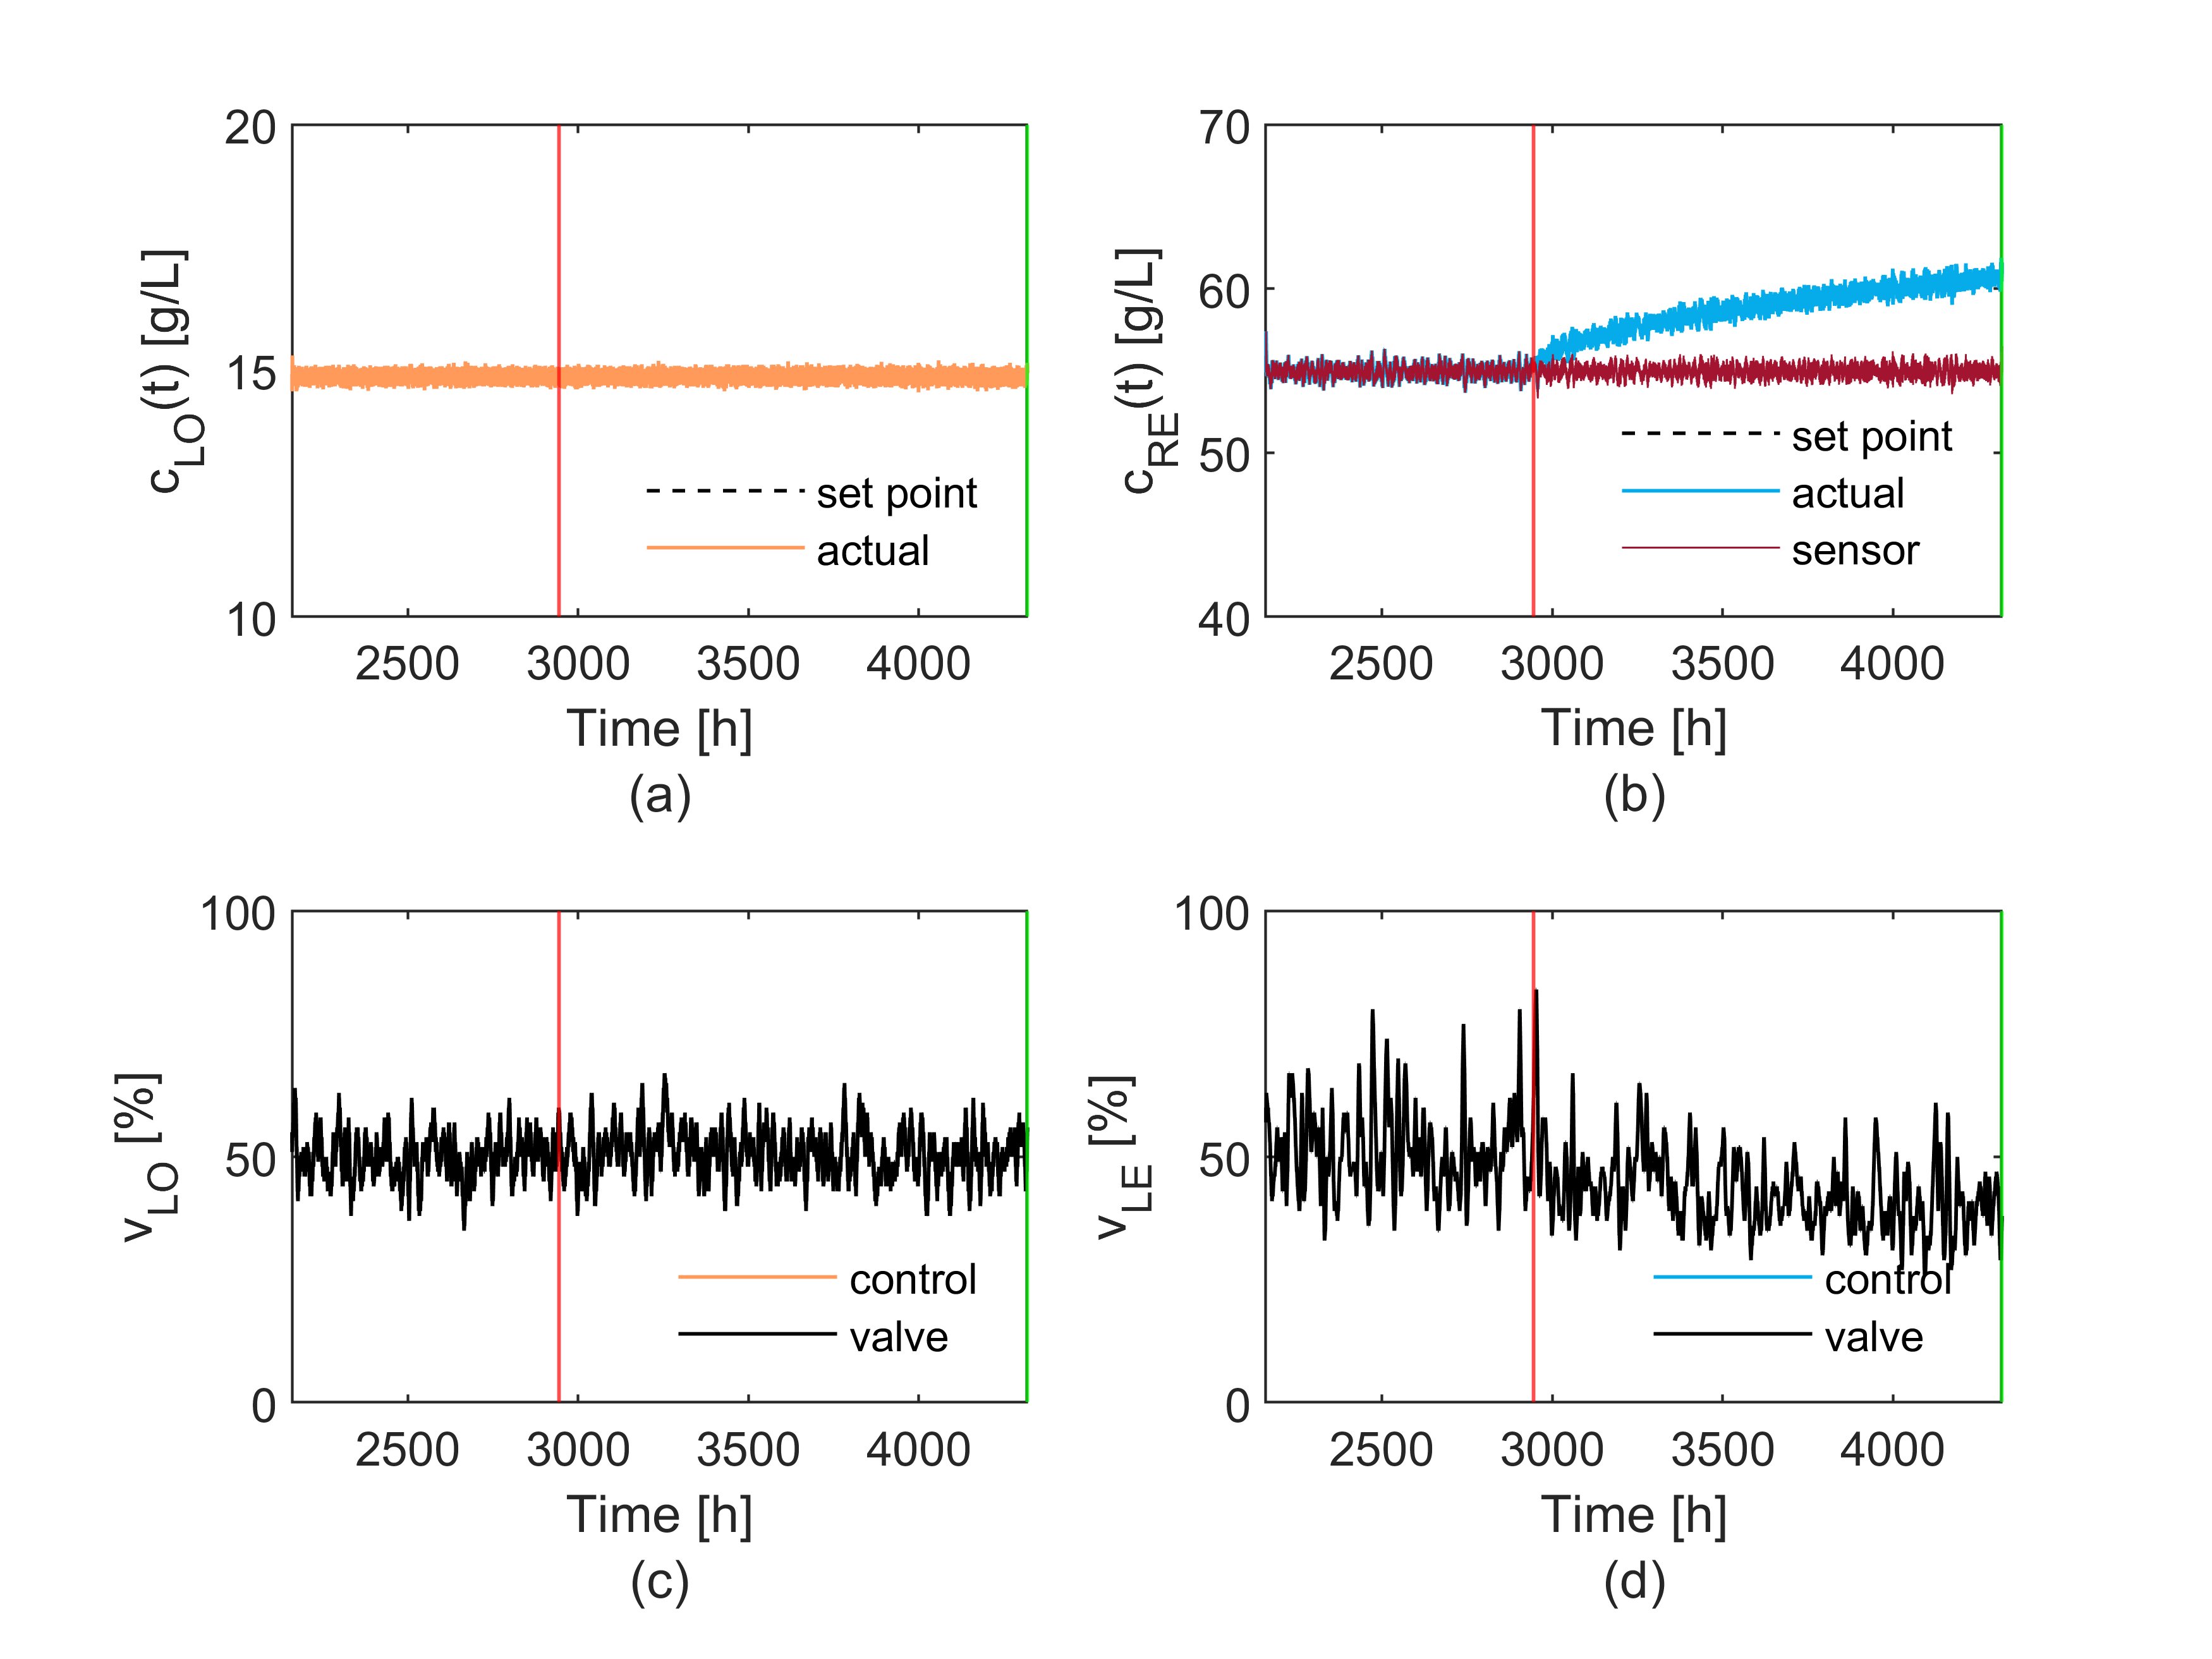 20
15
10
c_LO(t) [g/L]
set point
actual
2500 3000 3500 4000
Time [h]
(a)
70
60
50
40
c_RE(t) [g/L]
set point
actual
sensor
2500 3000 3500 4000
Time [h]
(b)
100
50
0
v_LO [%]
control
valve
2500 3000 3500 4000
Time [h]
(c)
100
50
0
v_LE [%]
control
valve
2500 3000 3500 4000
Time [h]
(d)